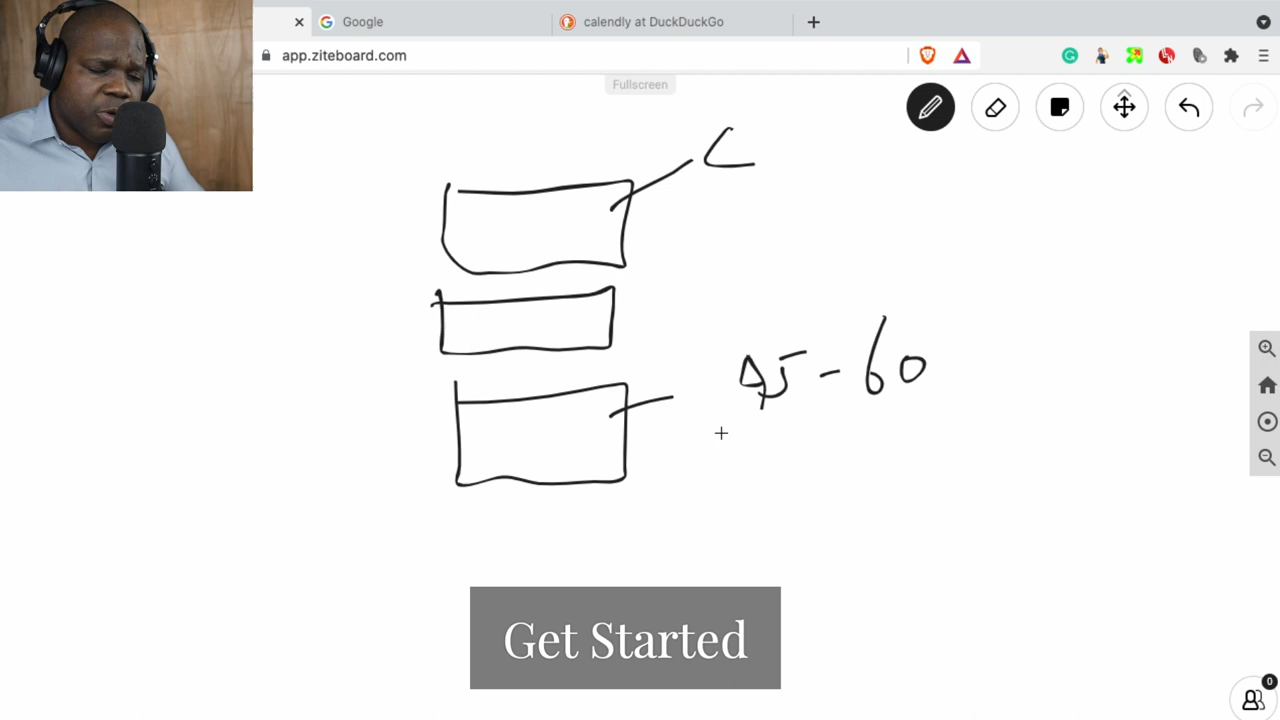 Google
calendly at DuckDuckGo
app.ziteboard.com
Fullscreen
C
45-60
Get Started
0